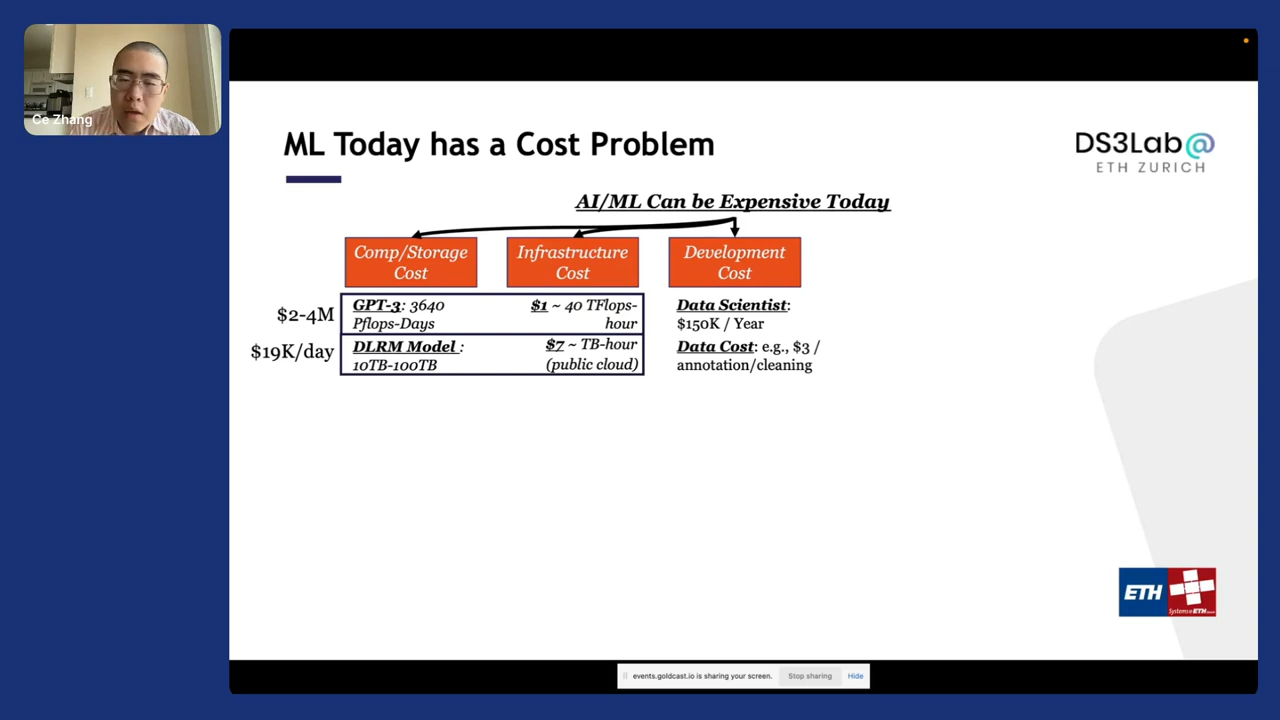 Ce Zhang
ML Today has a Cost Problem
DS3Lab@
ETH ZURICH
AI/ML Can be Expensive Today
Comp/Storage
Cost
Infrastructure
Cost
Development
Cost
$2-4M
GPT-3: 3640
Pflops-Days
$1 ~ 40 TFlops-
hour
Data Scientist:
$150K / Year
$19K/day
DLRM Model :
10TB-100TB
$7 ~ TB-hour
(public cloud)
Data Cost: e.g., $3 /
annotation/cleaning
ETH
Systems@ETH
events.goldcast.io is sharing your screen.
Stop sharing
Hide